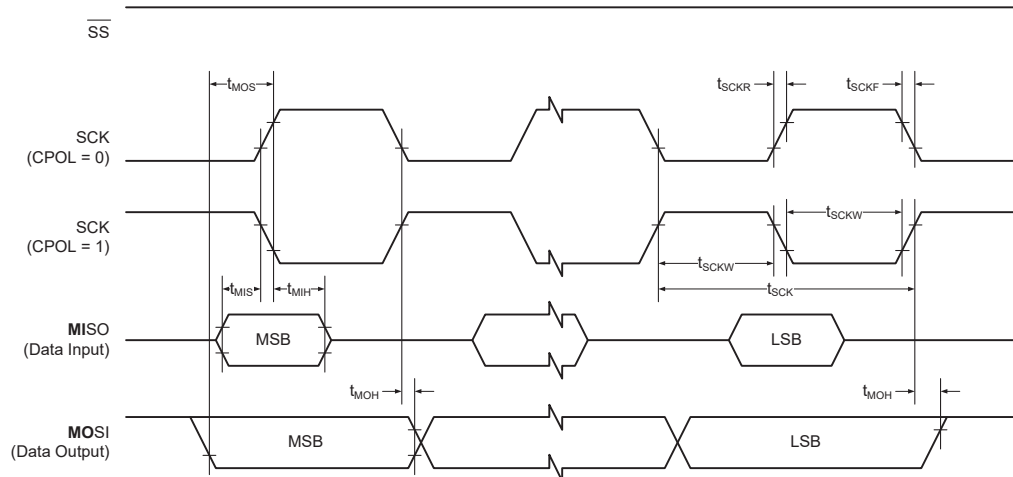 SS
tMOS
tSCKR
tSCKF
SCK
(CPOL = 0)
SCK
(CPOL = 1)
tSCKW
tSCKW
tMIS
tMIH
tSCK
MISO
(Data Input)
MSB
LSB
tMOH
tMOH
MOSI
(Data Output)
MSB
LSB